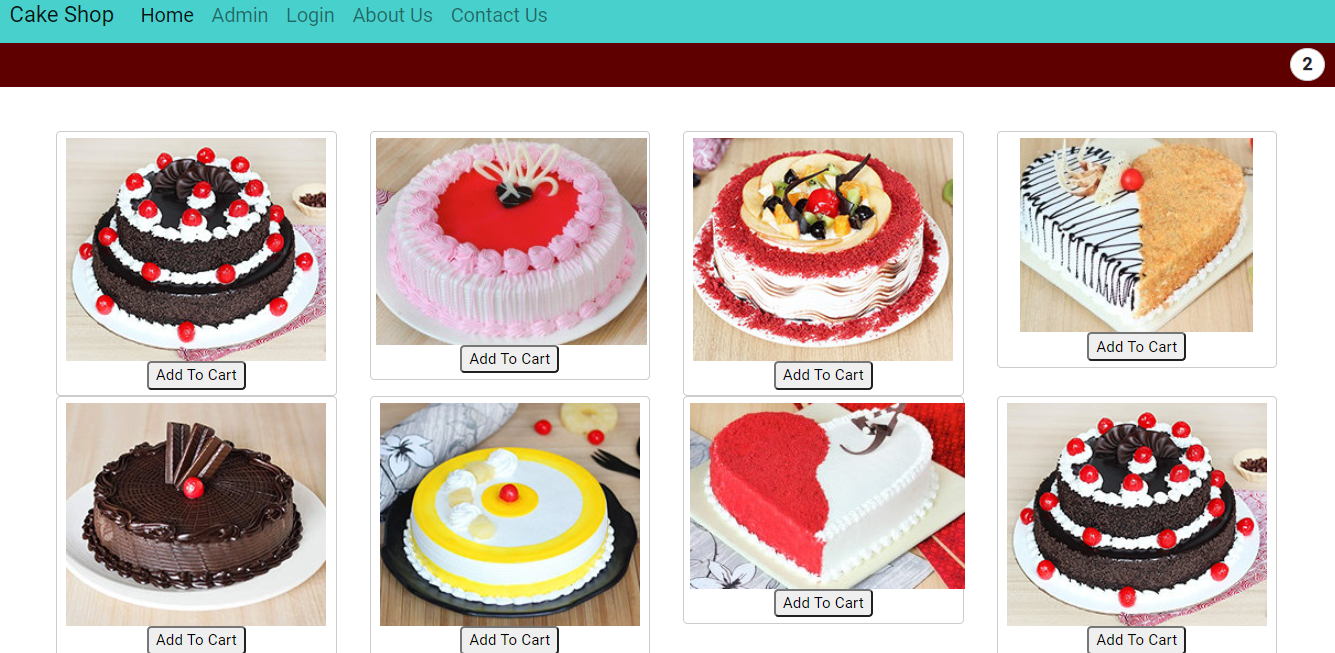 Cake Shop Home Admin Login About Us Contact Us
2
Add To Cart Add To Cart Add To Cart Add To Cart
Add To Cart Add To Cart Add To Cart Add To Cart